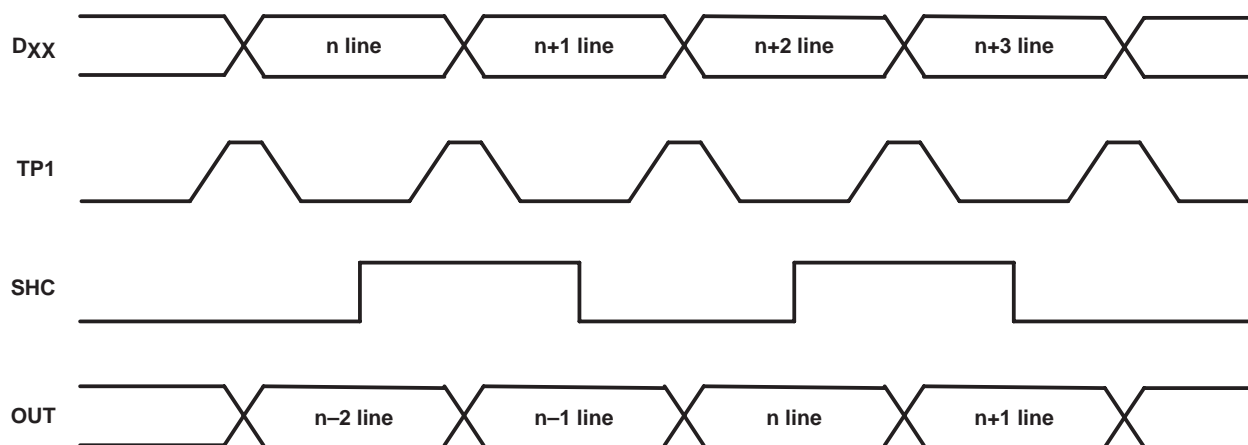 DXX n line n+1 line n+2 line n+3 line
TP1
SHC
OUT n–2 line n–1 line n line n+1 line